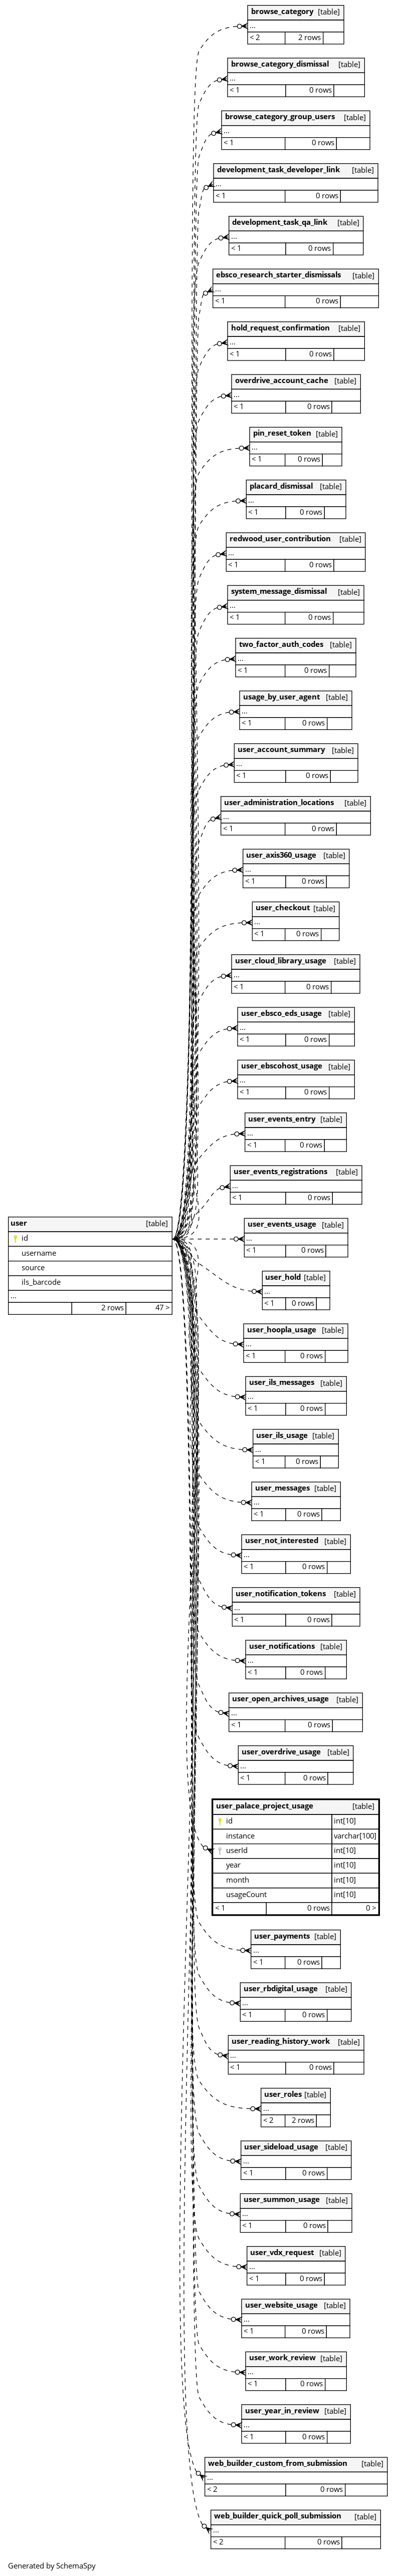 browse_category [table]
...
< 2 2 rows
browse_category_dismissal [table]
...
< 1 0 rows
browse_category_group_users [table]
...
< 1 0 rows
development_task_developer_link [table]
...
< 1 0 rows
development_task_qa_link [table]
...
< 1 0 rows
ebsco_research_starter_dismissals [table]
...
< 1 0 rows
hold_request_confirmation [table]
...
< 1 0 rows
overdrive_account_cache [table]
...
< 1 0 rows
pin_reset_token [table]
...
< 1 0 rows
placard_dismissal [table]
...
< 1 0 rows
redwood_user_contribution [table]
...
< 1 0 rows
system_message_dismissal [table]
...
< 1 0 rows
two_factor_auth_codes [table]
...
< 1 0 rows
usage_by_user_agent [table]
...
< 1 0 rows
user_account_summary [table]
...
< 1 0 rows
user_administration_locations [table]
...
< 1 0 rows
user_axis360_usage [table]
...
< 1 0 rows
user_checkout [table]
...
< 1 0 rows
user_cloud_library_usage [table]
...
< 1 0 rows
user_ebsco_eds_usage [table]
...
< 1 0 rows
user_ebscohost_usage [table]
...
< 1 0 rows
user_events_entry [table]
...
< 1 0 rows
user_events_registrations [table]
...
< 1 0 rows
user [table]
id
username
source
ils_barcode
...
2 rows 47 >
user_events_usage [table]
...
< 1 0 rows
user_hold [table]
...
< 1 0 rows
user_hoopla_usage [table]
...
< 1 0 rows
user_ils_messages [table]
...
< 1 0 rows
user_ils_usage [table]
...
< 1 0 rows
user_messages [table]
...
< 1 0 rows
user_not_interested [table]
...
< 1 0 rows
user_notification_tokens [table]
...
< 1 0 rows
user_notifications [table]
...
< 1 0 rows
user_open_archives_usage [table]
...
< 1 0 rows
user_overdrive_usage [table]
...
< 1 0 rows
user_palace_project_usage [table]
id int[10]
instance varchar[100]
userId int[10]
year int[10]
month int[10]
usageCount int[10]
< 1 0 rows 0 >
user_payments [table]
...
< 1 0 rows
user_rbdigital_usage [table]
...
< 1 0 rows
user_reading_history_work [table]
...
< 1 0 rows
user_roles [table]
...
< 2 2 rows
user_sideload_usage [table]
...
< 1 0 rows
user_summon_usage [table]
...
< 1 0 rows
user_vdx_request [table]
...
< 1 0 rows
user_website_usage [table]
...
< 1 0 rows
user_work_review [table]
...
< 1 0 rows
user_year_in_review [table]
...
< 1 0 rows
web_builder_custom_from_submission [table]
...
< 2 0 rows
web_builder_quick_poll_submission [table]
...
< 2 0 rows
Generated by SchemaSpy